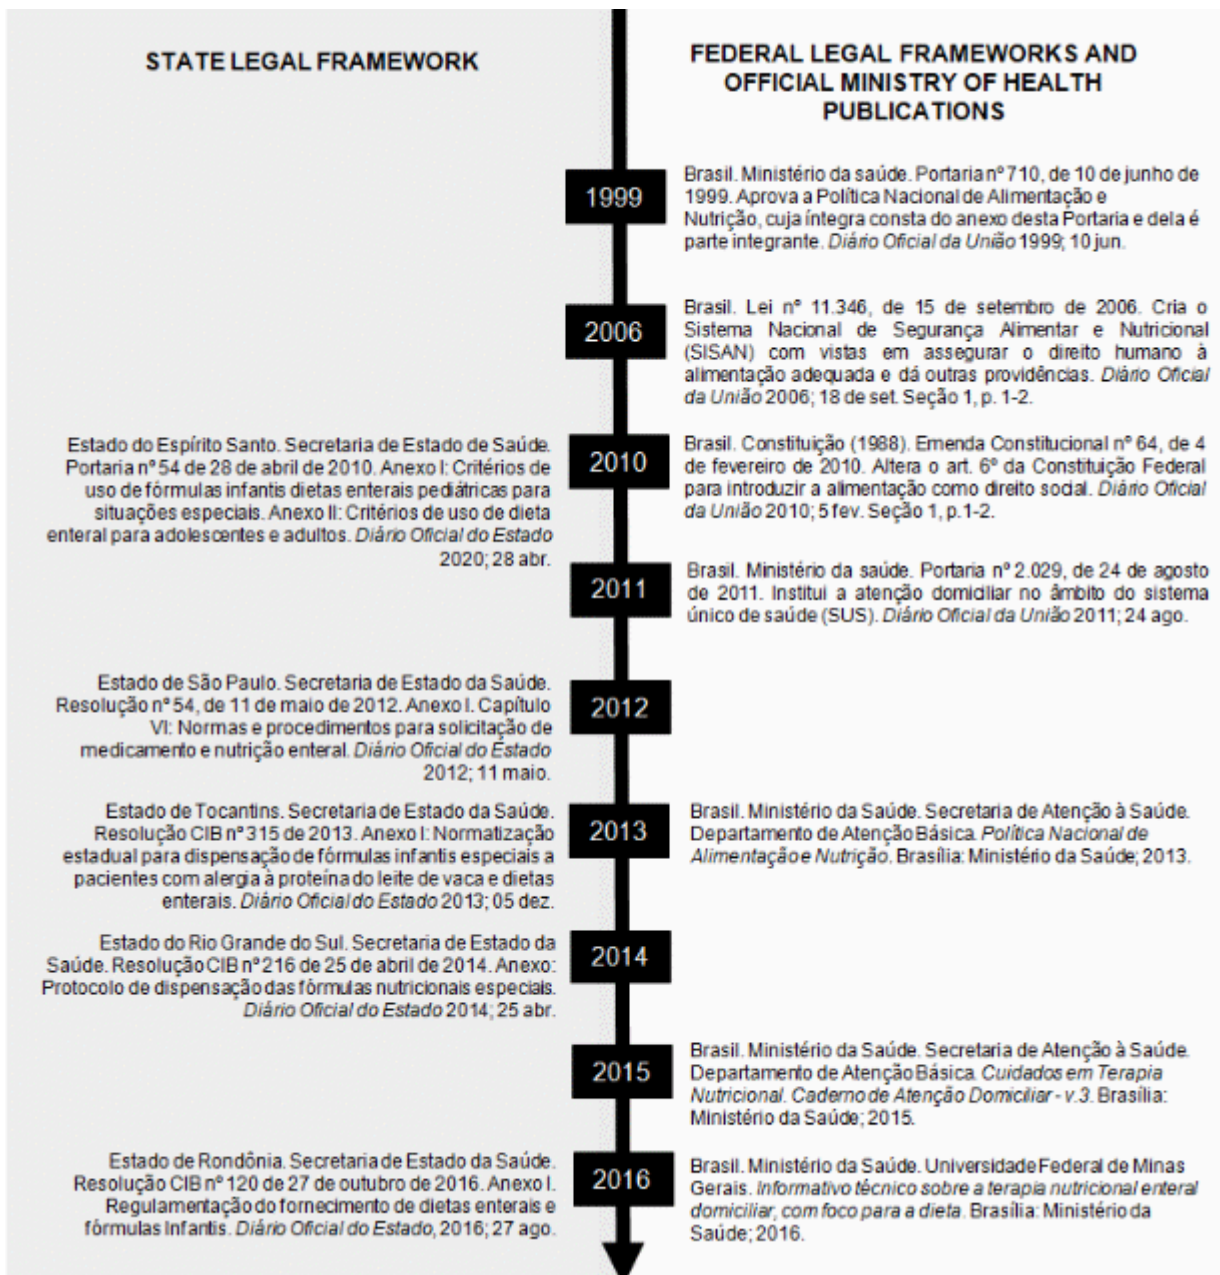 STATE LEGAL FRAMEWORK
FEDERAL LEGAL FRAMEWORKS AND
OFFICIAL MINISTRY OF HEALTH
PUBLICATIONS
1999
Brasil. Ministério da saúde. Portaria nº 710, de 10 de junho de
1999. Aprova a Política Nacional de Alimentação e
Nutrição, cuja íntegra consta do anexo desta Portaria e dela é
parte integrante. Diário Oficial da União 1999; 10 jun.
2006
Brasil. Lei nº 11.346, de 15 de setembro de 2006. Cria o
Sistema Nacional de Segurança Alimentar e Nutricional
(SISAN) com vistas em assegurar o direito humano à
alimentação adequada e dá outras providências. Diário Oficial
da União 2006; 18 de set. Seção 1, p. 1-2.
Estado do Espírito Santo. Secretaria de Estado de Saúde.
Portaria nº 54 de 28 de abril de 2010. Anexo I: Critérios de
uso de fórmulas infantis dietas enterais pediátricas para
situações especiais. Anexo II: Critérios de uso de dieta
enteral para adolescentes e adultos. Diário Oficial do Estado
2020; 28 abr.
2010
Brasil. Constituição (1988). Emenda Constitucional nº 64, de 4
de fevereiro de 2010. Altera o art. 6º da Constituição Federal
para introduzir a alimentação como direito social. Diário Oficial
da União 2010; 5 fev. Seção 1, p.1-2.
2011
Brasil. Ministério da saúde. Portaria nº 2.029, de 24 de agosto
de 2011. Institui a atenção domiciliar no âmbito do sistema
único de saúde (SUS). Diário Oficial da União 2011; 24 ago.
Estado de São Paulo. Secretaria de Estado da Saúde.
Resolução nº 54, de 11 de maio de 2012. Anexo I. Capítulo
VI: Normas e procedimentos para solicitação de
medicamento e nutrição enteral. Diário Oficial do Estado
2012; 11 maio.
2012
Estado de Tocantins. Secretaria de Estado da Saúde.
Resolução CIB nº 315 de 2013. Anexo I: Normatização
estadual para dispensação de fórmulas infantis especiais a
pacientes com alergia à proteína do leite de vaca e dietas
enterais. Diário Oficial do Estado 2013; 05 dez.
2013
Brasil. Ministério da Saúde. Secretaria de Atenção à Saúde.
Departamento de Atenção Básica. Política Nacional de
Alimentação e Nutrição. Brasília: Ministério da Saúde; 2013.
Estado do Rio Grande do Sul. Secretaria de Estado da
Saúde. Resolução CIB nº 216 de 25 de abril de 2014. Anexo:
Protocolo de dispensação das fórmulas nutricionais especiais.
Diário Oficial do Estado 2014; 25 abr.
2014
2015
Brasil. Ministério da Saúde. Secretaria de Atenção à Saúde.
Departamento de Atenção Básica. Cuidados em Terapia
Nutricional. Caderno de Atenção Domiciliar - v.3. Brasília:
Ministério da Saúde; 2015.
Estado de Rondônia. Secretaria de Estado da Saúde.
Resolução CIB nº 120 de 27 de outubro de 2016. Anexo I.
Regulamentação do fornecimento de dietas enterais e
fórmulas Infantis. Diário Oficial do Estado, 2016; 27 ago.
2016
Brasil. Ministério da Saúde. Universidade Federal de Minas
Gerais. Informativo técnico sobre a terapia nutricional enteral
domiciliar, com foco para a dieta. Brasília: Ministério da
Saúde; 2016.